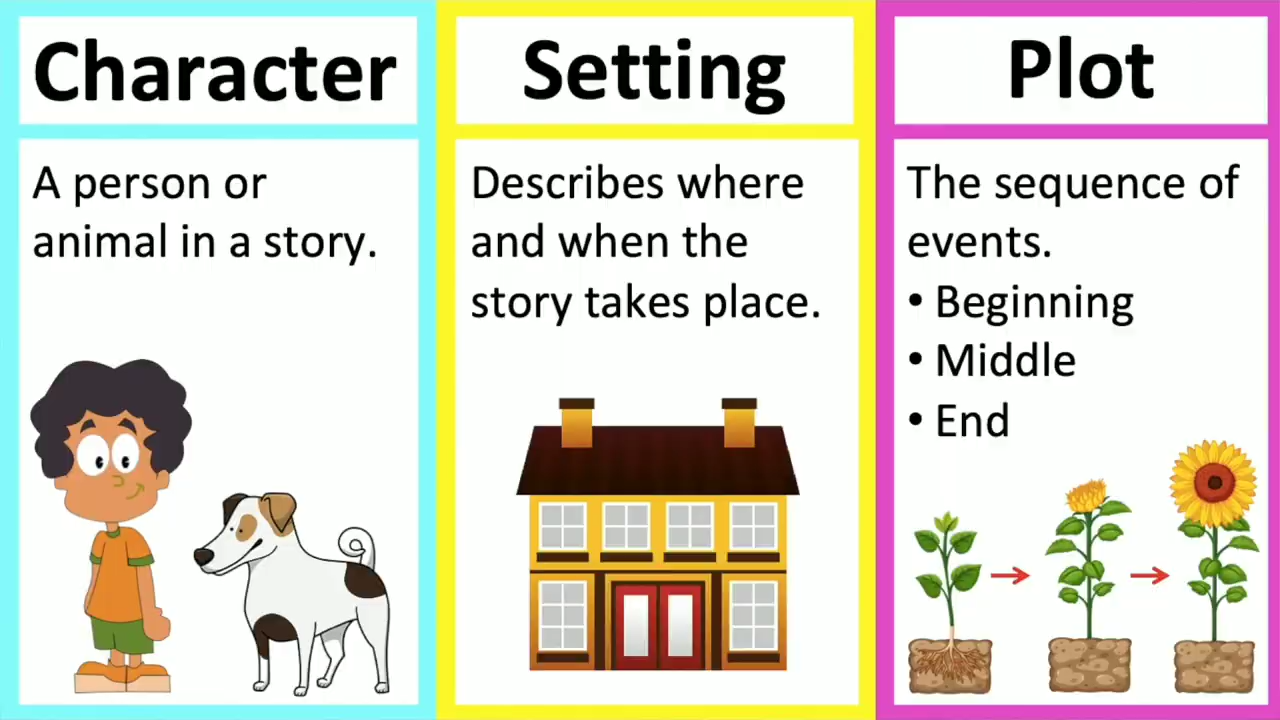 Character
A person or
animal in a story.
Setting
Describes where
and when the
story takes place.
Plot
The sequence of
events.
• Beginning
• Middle
• End